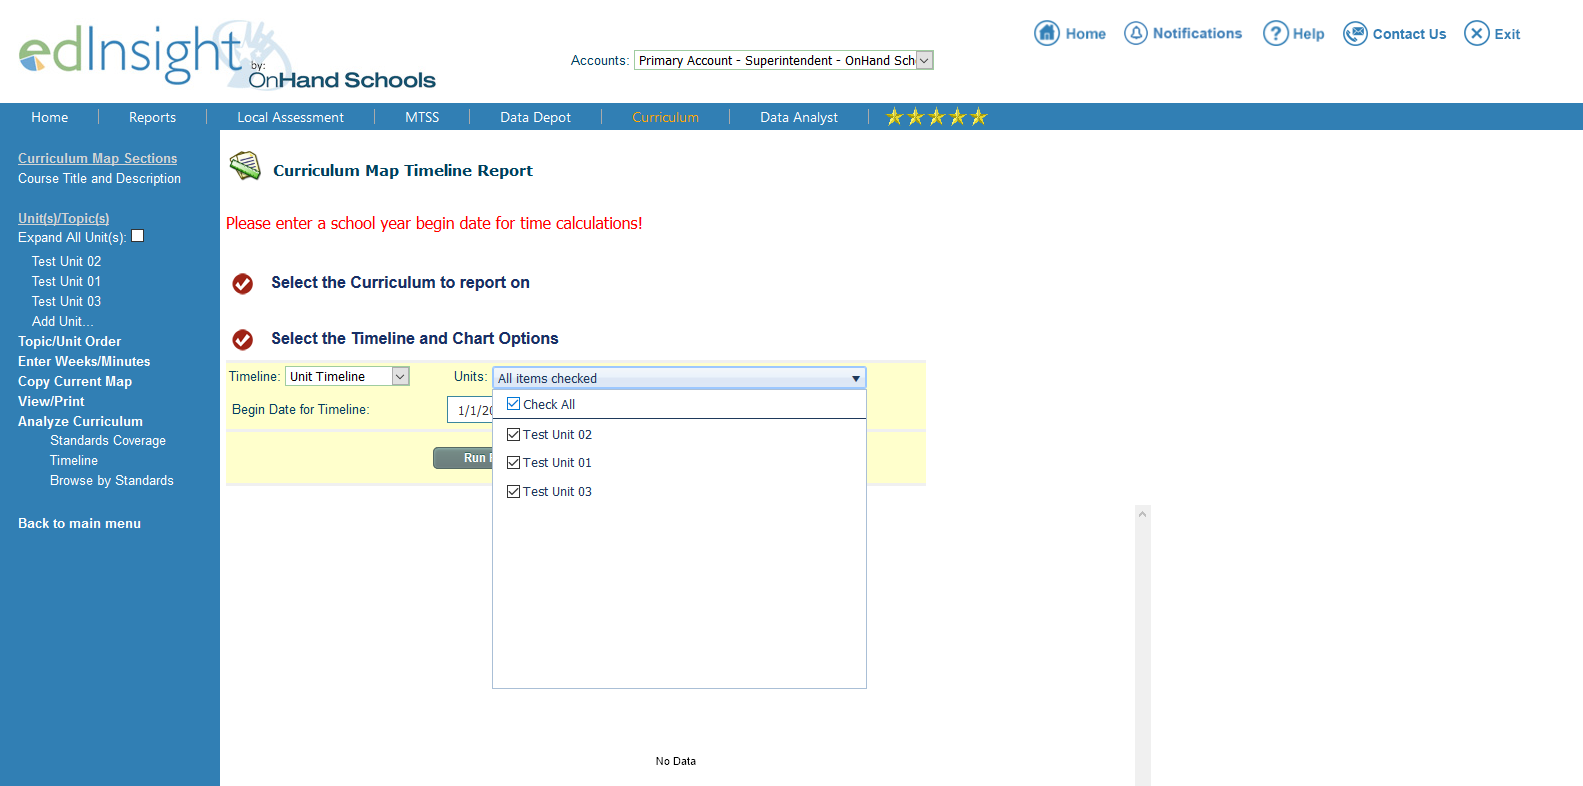 edInsight
by:
OnHand Schools
Accounts: Primary Account - Superintendent - OnHand Sch
Home
Notifications
Help
Contact Us
Exit
Home
Reports
Local Assessment
MTSS
Data Depot
Curriculum
Data Analyst
Curriculum Map Sections
Course Title and Description
Unit(s)/Topic(s)
Expand All Unit(s):
Test Unit 02
Test Unit 01
Test Unit 03
Add Unit...
Topic/Unit Order
Enter Weeks/Minutes
Copy Current Map
View/Print
Analyze Curriculum
Standards Coverage
Timeline
Browse by Standards
Back to main menu
Curriculum Map Timeline Report
Please enter a school year begin date for time calculations!
Select the Curriculum to report on
Select the Timeline and Chart Options
Timeline: Unit Timeline
Units: All items checked
Check All
Test Unit 02
Test Unit 01
Test Unit 03
Begin Date for Timeline: 1/1/20
Run
No Data